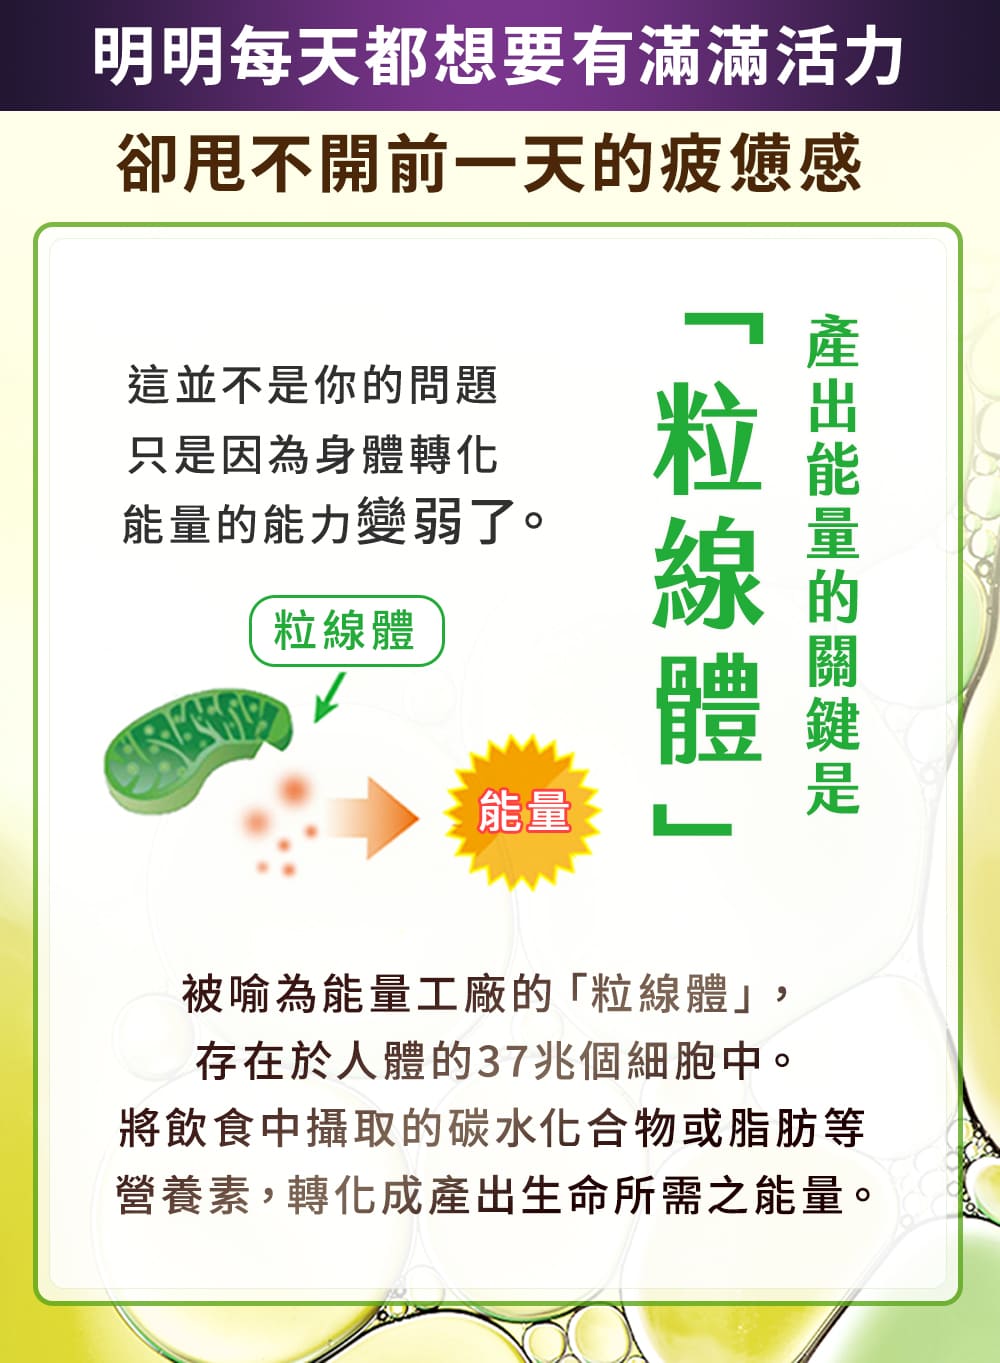 明明每天都想要有滿滿活力
卻甩不開前一天的疲憊感
產出能量的關鍵是
「粒線體」
這並不是你的問題
只是因為身體轉化
能量的能力變弱了。
粒線體
能量
被喻為能量工廠的「粒線體」，
存在於人體的37兆個細胞中。
將飲食中攝取的碳水化合物或脂肪等
營養素，轉化成產出生命所需之能量。